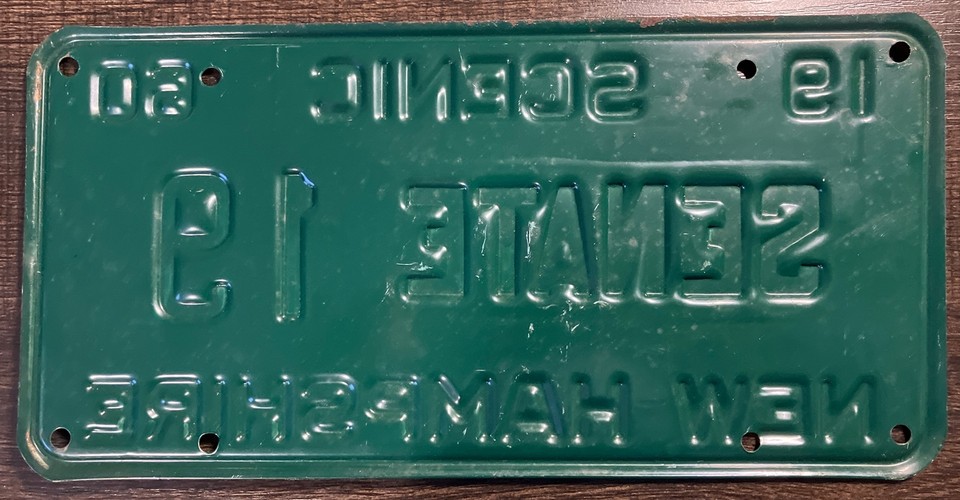 19 SCENIC 60
SENATE 19
NEW HAMPSHIRE